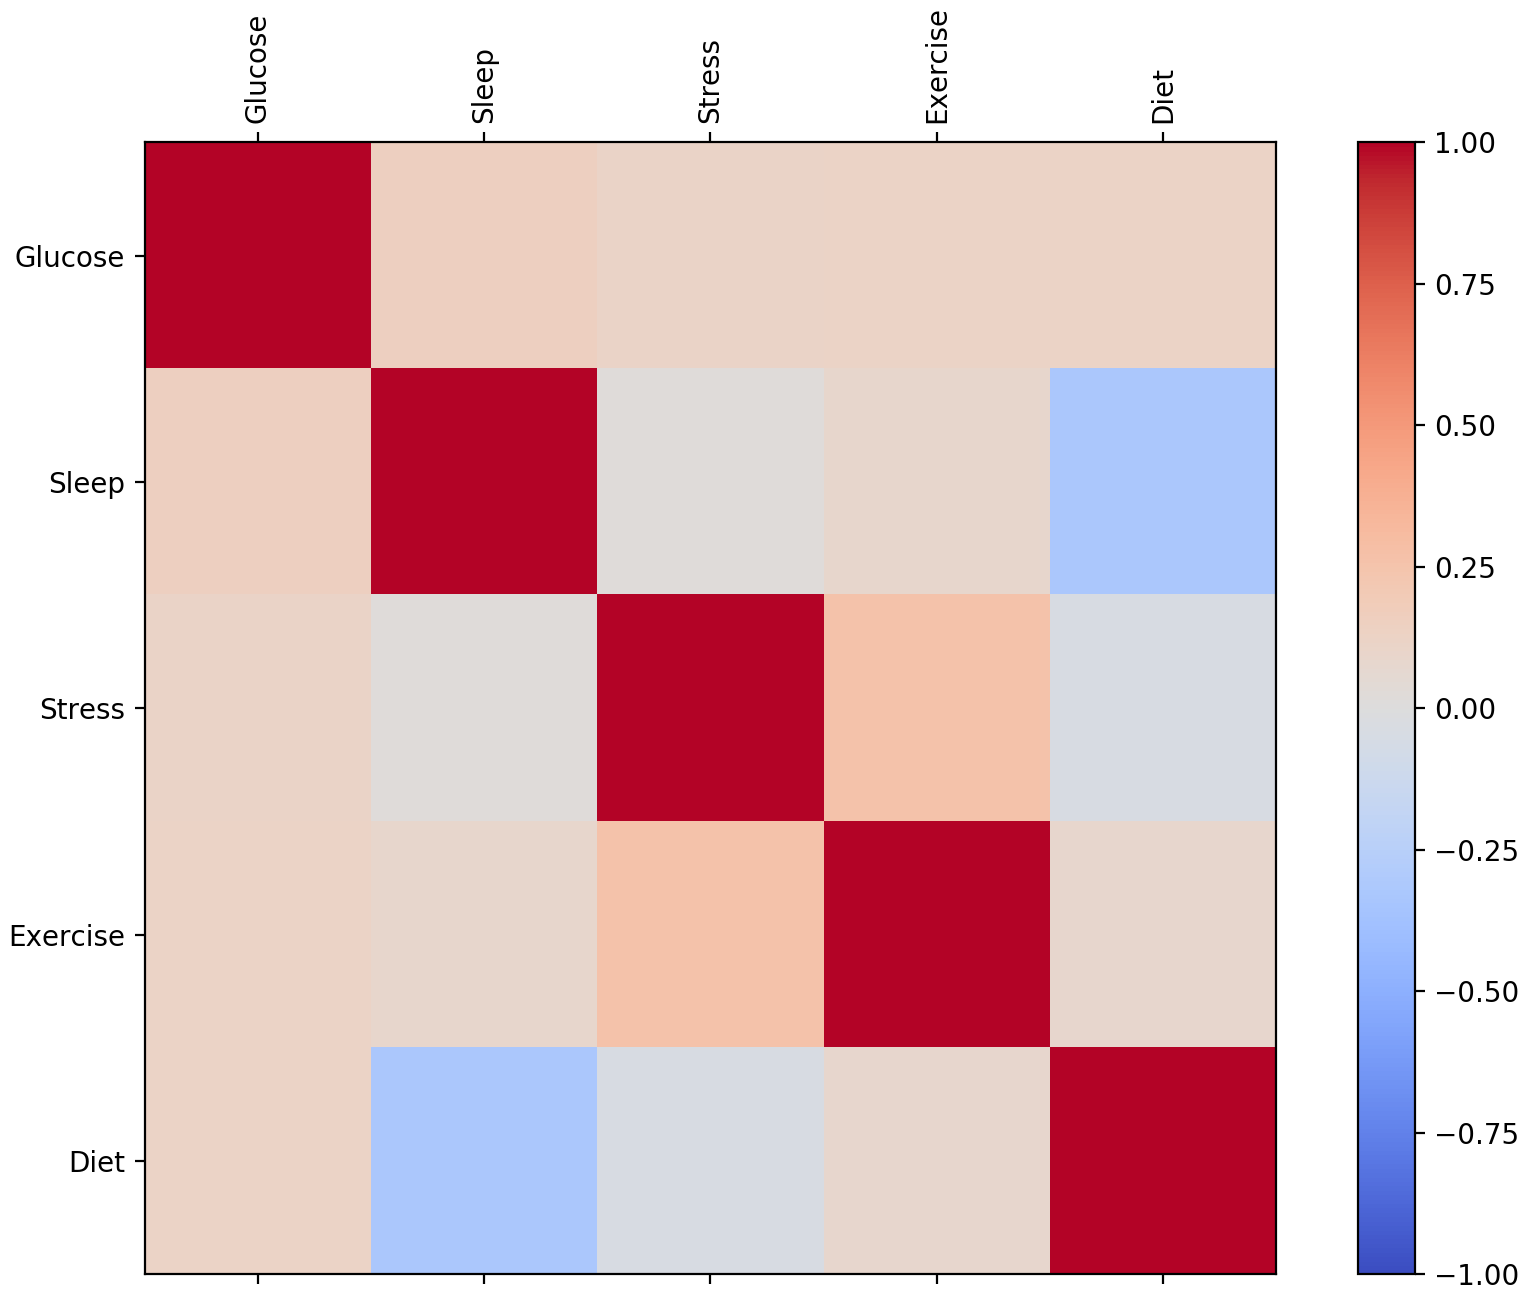 Glucose
Sleep
Stress
Exercise
Diet
Glucose
Sleep
Stress
Exercise
Diet
1.00
0.75
0.50
0.25
0.00
−0.25
−0.50
−0.75
−1.00